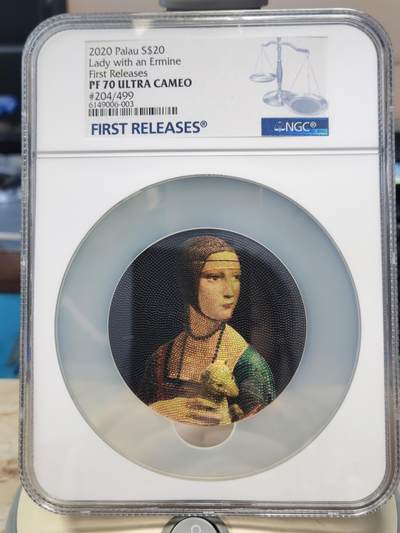 2020 Palau S$20
Lady with an Ermine
First Releases
PF 70 ULTRA CAMEO
#204/499
6149006-003
FIRST RELEASES®
NGC®